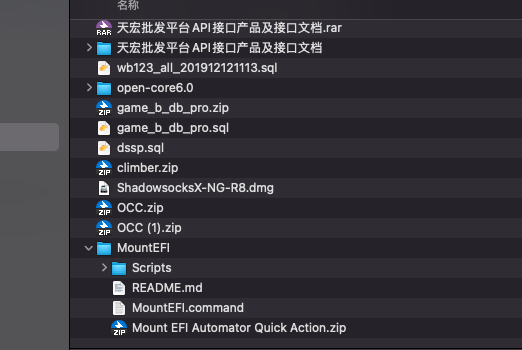 名称
RAR
天宏批发平台API接口产品及接口文档.rar
天宏批发平台API接口产品及接口文档
wb123_all_201912121113.sql
open-core6.0
ZIP
game_b_db_pro.zip
game_b_db_pro.sql
dssp.sql
ZIP
climber.zip
ShadowsocksX-NG-R8.dmg
ZIP
OCC.zip
ZIP
OCC (1).zip
MountEFI
Scripts
README.md
MountEFI.command
ZIP
Mount EFI Automator Quick Action.zip